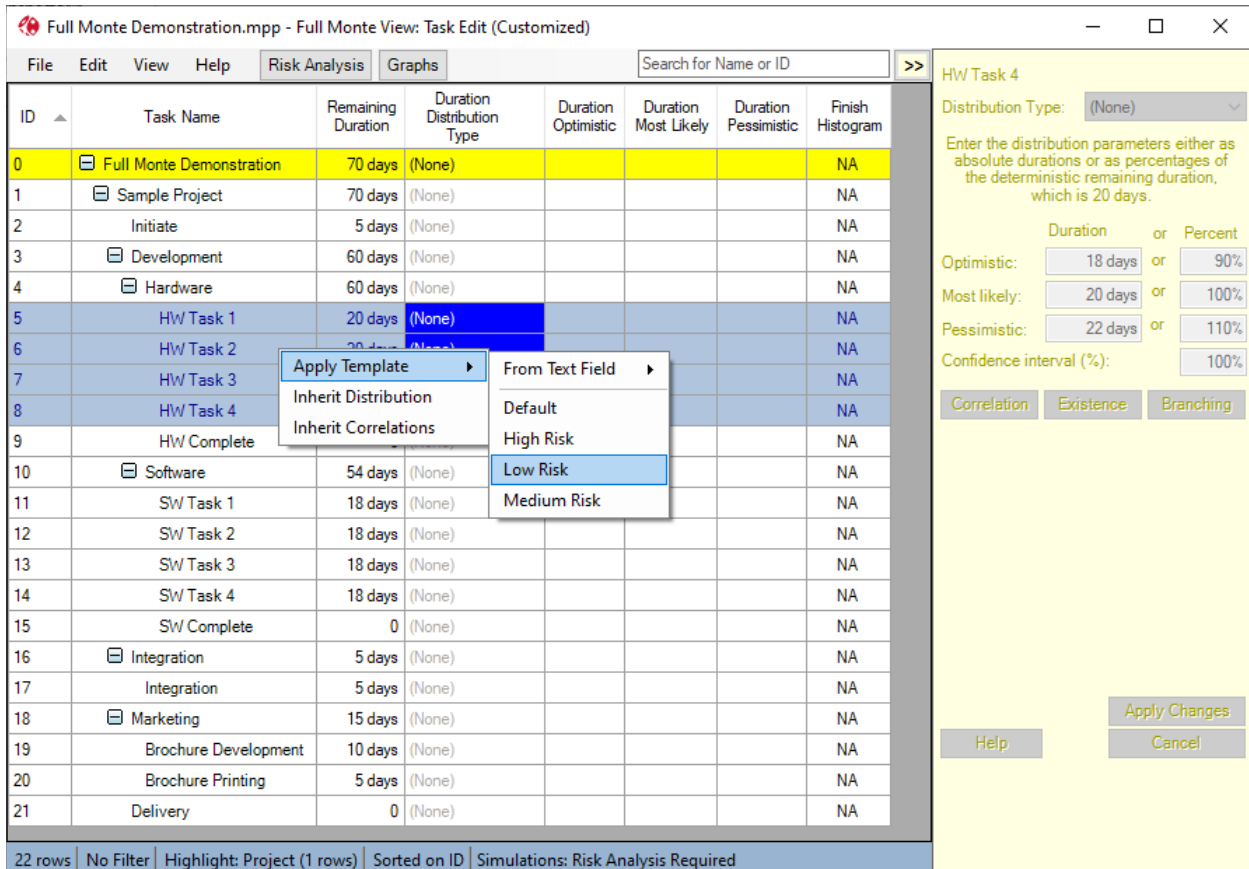 Full Monte Demonstration.mpp - Full Monte View: Task Edit (Customized)
File Edit View Help Risk Analysis Graphs Search for Name or ID >>
ID Task Name Remaining Duration Duration Distribution Type Duration Optimistic Duration Most Likely Duration Pessimistic Finish Histogram
0 Full Monte Demonstration 70 days (None) NA
1 Sample Project 70 days (None) NA
2 Initiate 5 days (None) NA
3 Development 60 days (None) NA
4 Hardware 60 days (None) NA
5 HW Task 1 20 days (None) NA
6 HW Task 2 20 days (None) NA
7 HW Task 3 NA
8 HW Task 4 NA
9 HW Complete (None) NA
10 Software 54 days (None) NA
11 SW Task 1 18 days (None) NA
12 SW Task 2 18 days (None) NA
13 SW Task 3 18 days (None) NA
14 SW Task 4 18 days (None) NA
15 SW Complete 0 (None) NA
16 Integration 5 days (None) NA
17 Integration 5 days (None) NA
18 Marketing 15 days (None) NA
19 Brochure Development 10 days (None) NA
20 Brochure Printing 5 days (None) NA
21 Delivery 0 (None) NA
Apply Template
Inherit Distribution
Inherit Correlations
From Text Field
Default
High Risk
Low Risk
Medium Risk
22 rows No Filter Highlight: Project (1 rows) Sorted on ID Simulations: Risk Analysis Required
HW Task 4
Distribution Type: (None)
Enter the distribution parameters either as
absolute durations or as percentages of
the deterministic remaining duration,
which is 20 days.
Duration or Percent
Optimistic: 18 days or 90%
Most likely: 20 days or 100%
Pessimistic: 22 days or 110%
Confidence interval (%): 100%
Correlation Existence Branching
Apply Changes
Help Cancel